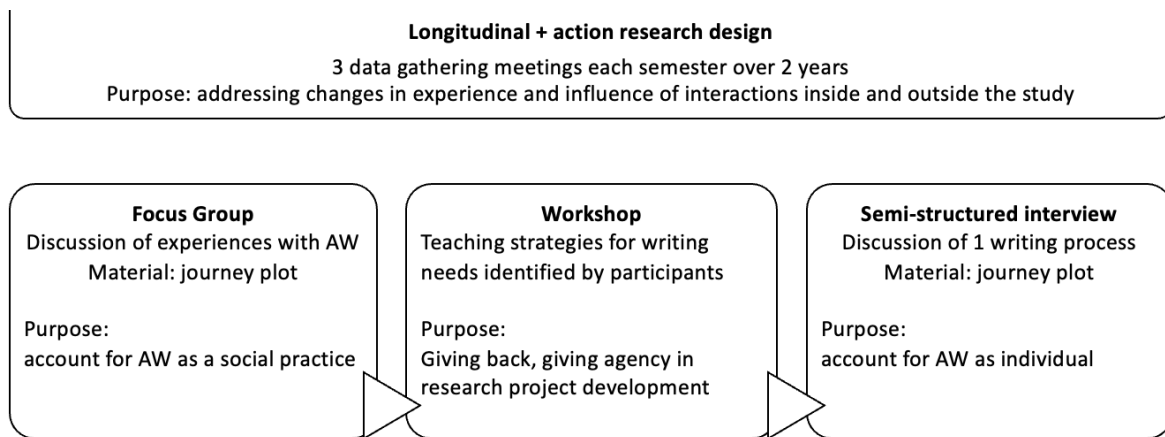 Longitudinal + action research design
3 data gathering meetings each semester over 2 years
Purpose: addressing changes in experience and influence of interactions inside and outside the study
Focus Group
Discussion of experiences with AW
Material: journey plot
Purpose:
account for AW as a social practice
Workshop
Teaching strategies for writing
needs identified by participants
Purpose:
Giving back, giving agency in
research project development
Semi-structured interview
Discussion of 1 writing process
Material: journey plot
Purpose:
account for AW as individual